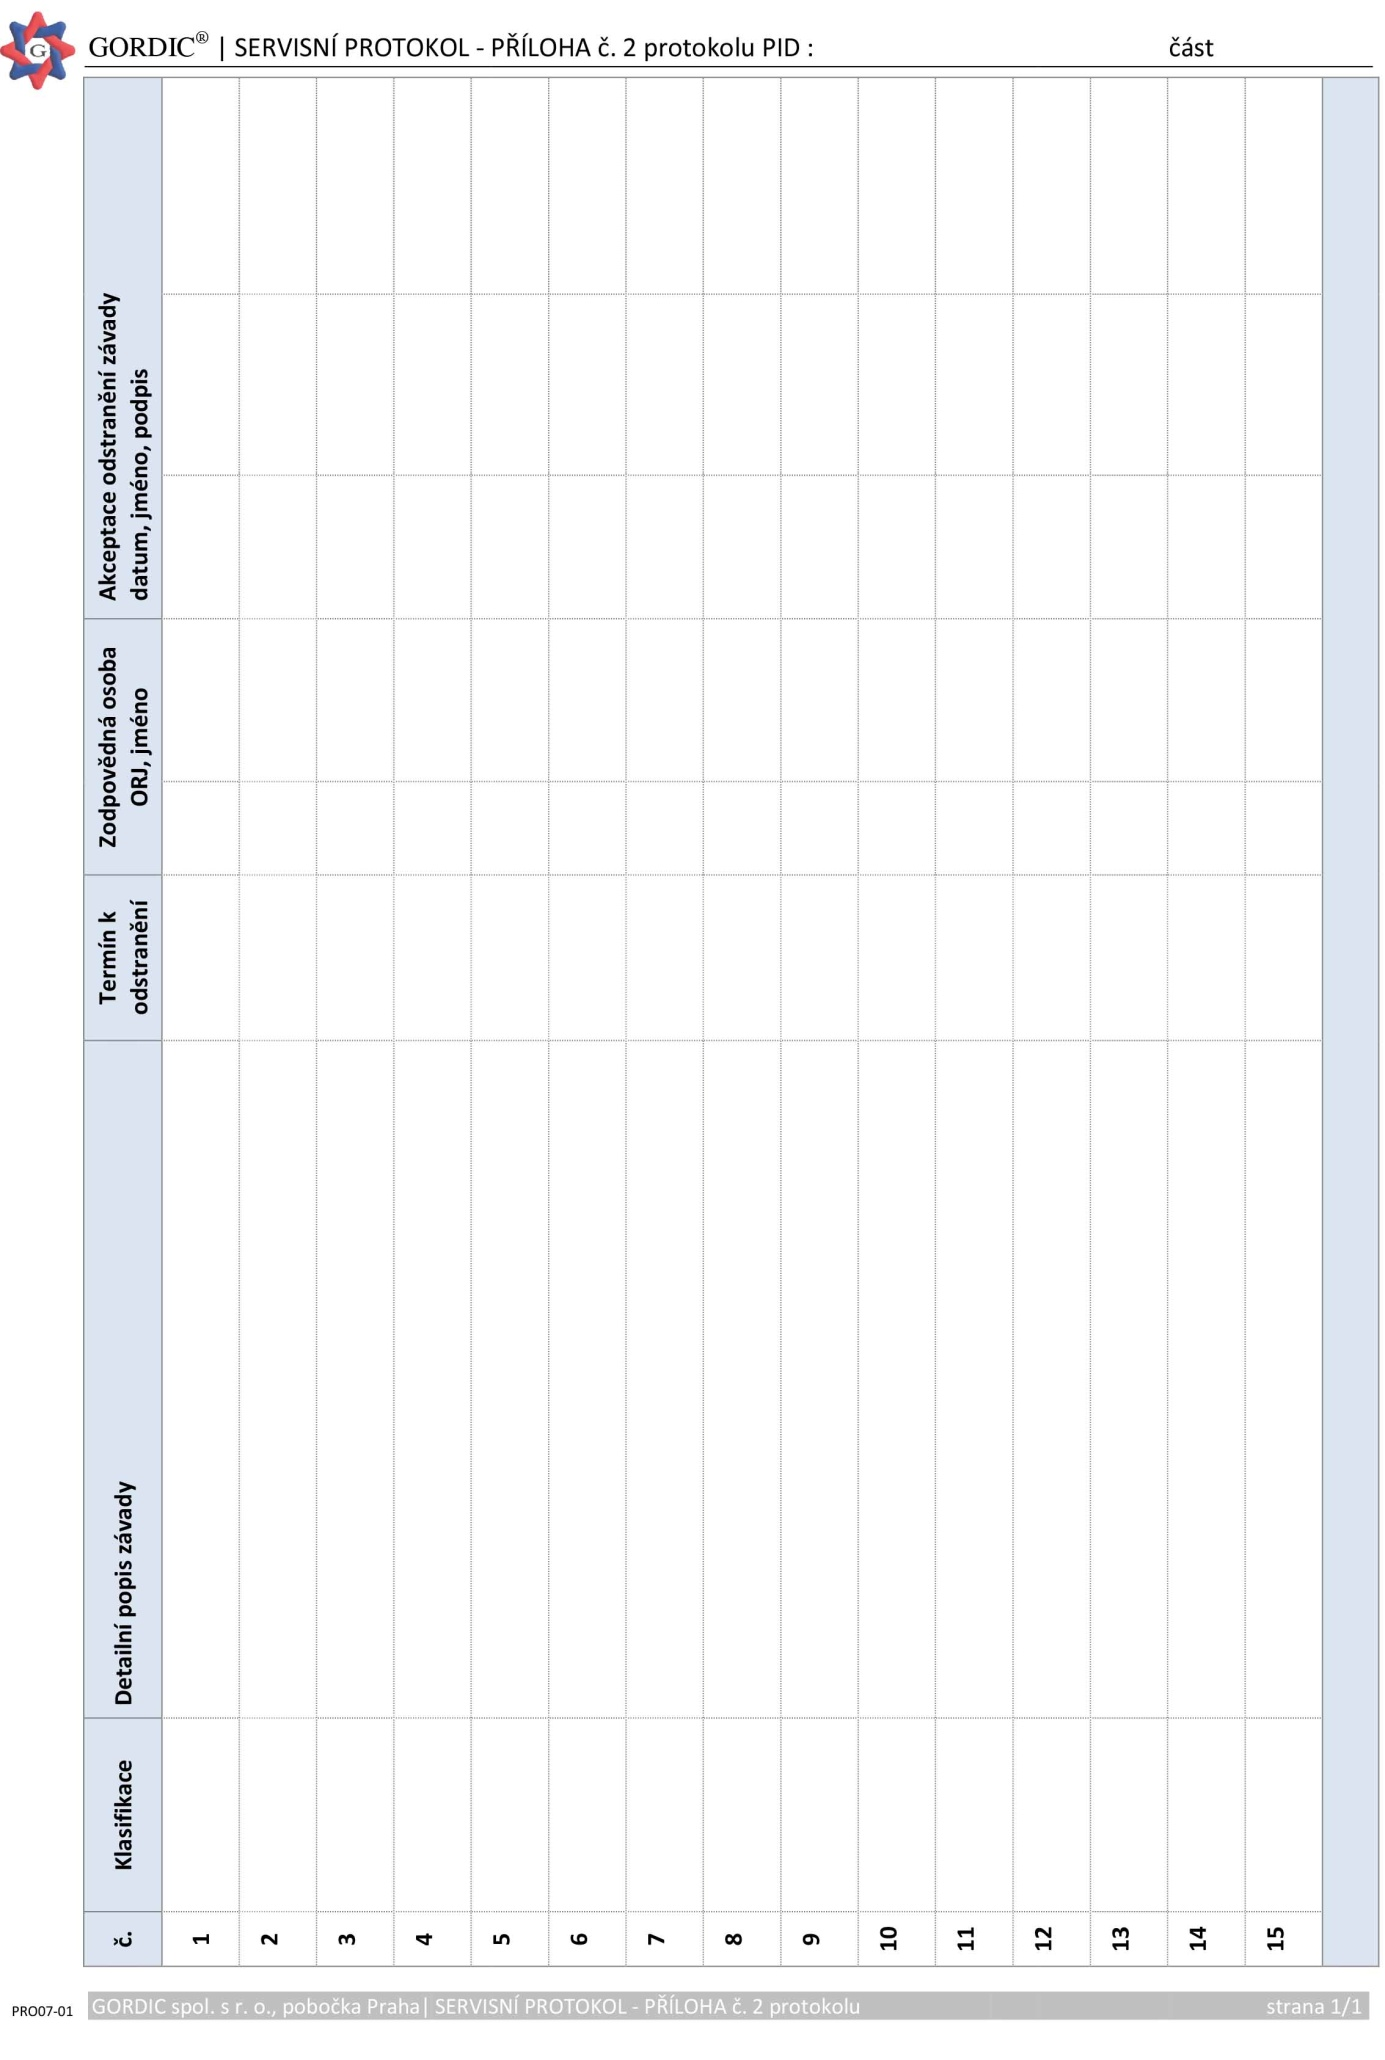 G
GORDIC® | SERVISNÍ PROTOKOL - PŘÍLOHA č. 2 protokolu PID :
část
č.
Klasifikace
Detailní popis závady
Termín k
odstranění
Zodpovědná osoba
ORJ, jméno
Akceptace odstranění závady
datum, jméno, podpis
1
2
3
4
5
6
7
8
9
10
11
12
13
14
15
PRO07-01
GORDIC spol. s r. o., pobočka Praha| SERVISNÍ PROTOKOL - PŘÍLOHA č. 2 protokolu
strana 1/1